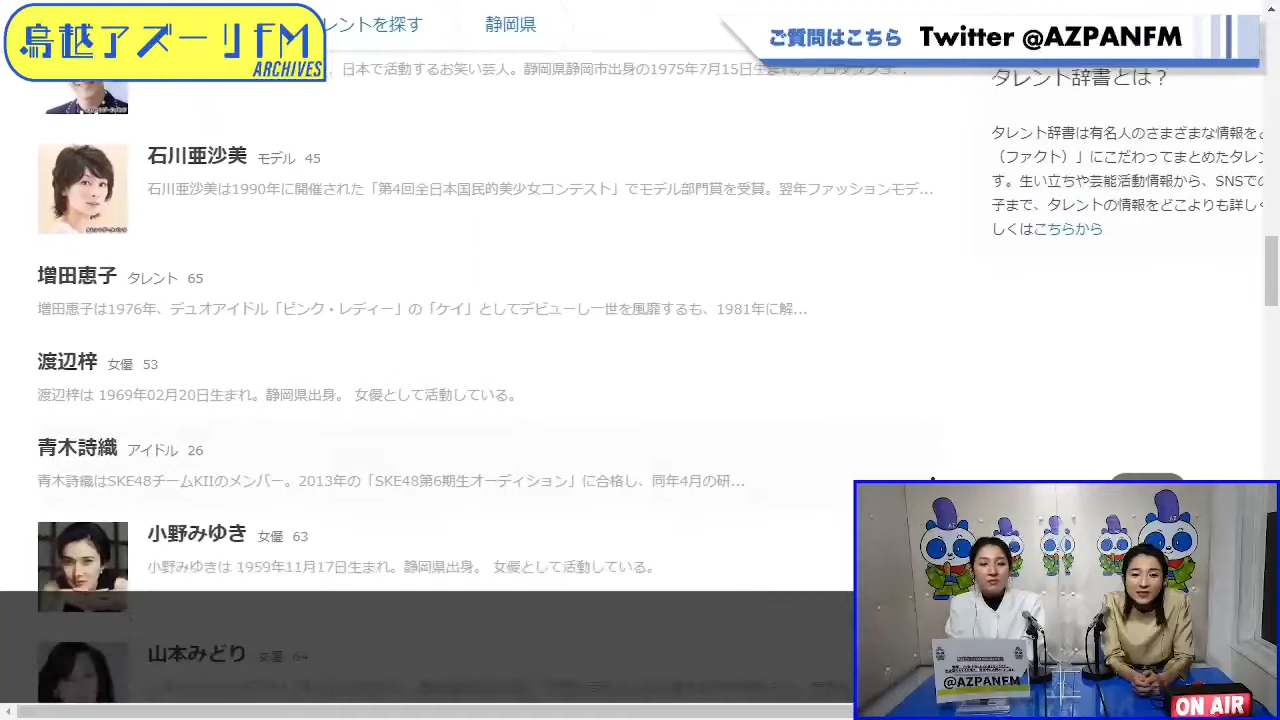 鳥越アズーリFM
ARCHIVES
レントを探す
静岡県
ご質問はこちら Twitter @AZPANFM
、日本で活動するお笑い芸人。静岡県静岡市出身の1975年7月15日生まれ。プロダクショ...
石川亜沙美 モデル 45
石川亜沙美は1990年に開催された「第4回全日本国民的美少女コンテスト」でモデル部門賞を受賞。翌年ファッションモデ...
増田恵子 タレント 65
増田恵子は1976年、デュオアイドル「ピンク・レディー」の「ケイ」としてデビューし一世を風靡するも、1981年に解...
渡辺梓 女優 53
渡辺梓は 1969年02月20日生まれ。静岡県出身。 女優として活動している。
青木詩織 アイドル 26
青木詩織はSKE48チームKIIのメンバー。2013年の「SKE48第6期生オーディション」に合格し、同年4月の研...
小野みゆき 女優 63
小野みゆきは 1959年11月17日生まれ。静岡県出身。 女優として活動している。
山本みどり 女優 64
タレント辞書とは？
タレント辞書は有名人のさまざまな情報を
（ファクト）」にこだわってまとめたタレン
す。生い立ちや芸能活動情報から、SNSで
子まで、タレントの情報をどこよりも詳し
しくはこちらから
@AZPANFM
ON AIR